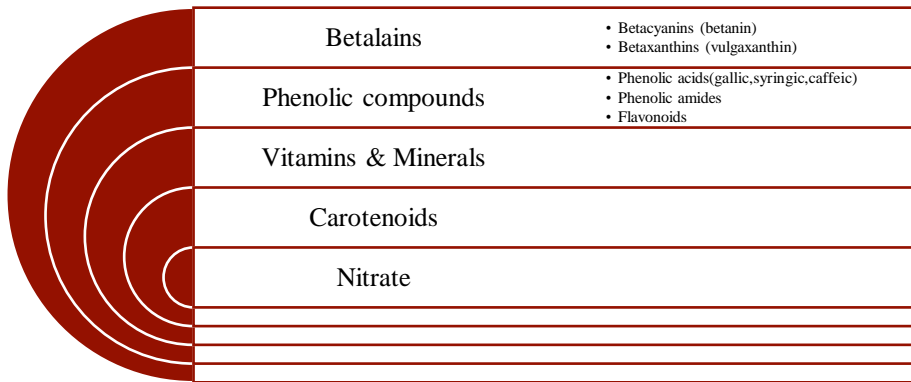 Betalains
• Betacyanins (betanin)
• Betaxanthins (vulgaxanthin)
Phenolic compounds
• Phenolic acids(gallic,syringic,caffeic)
• Phenolic amides
• Flavonoids
Vitamins & Minerals
Carotenoids
Nitrate